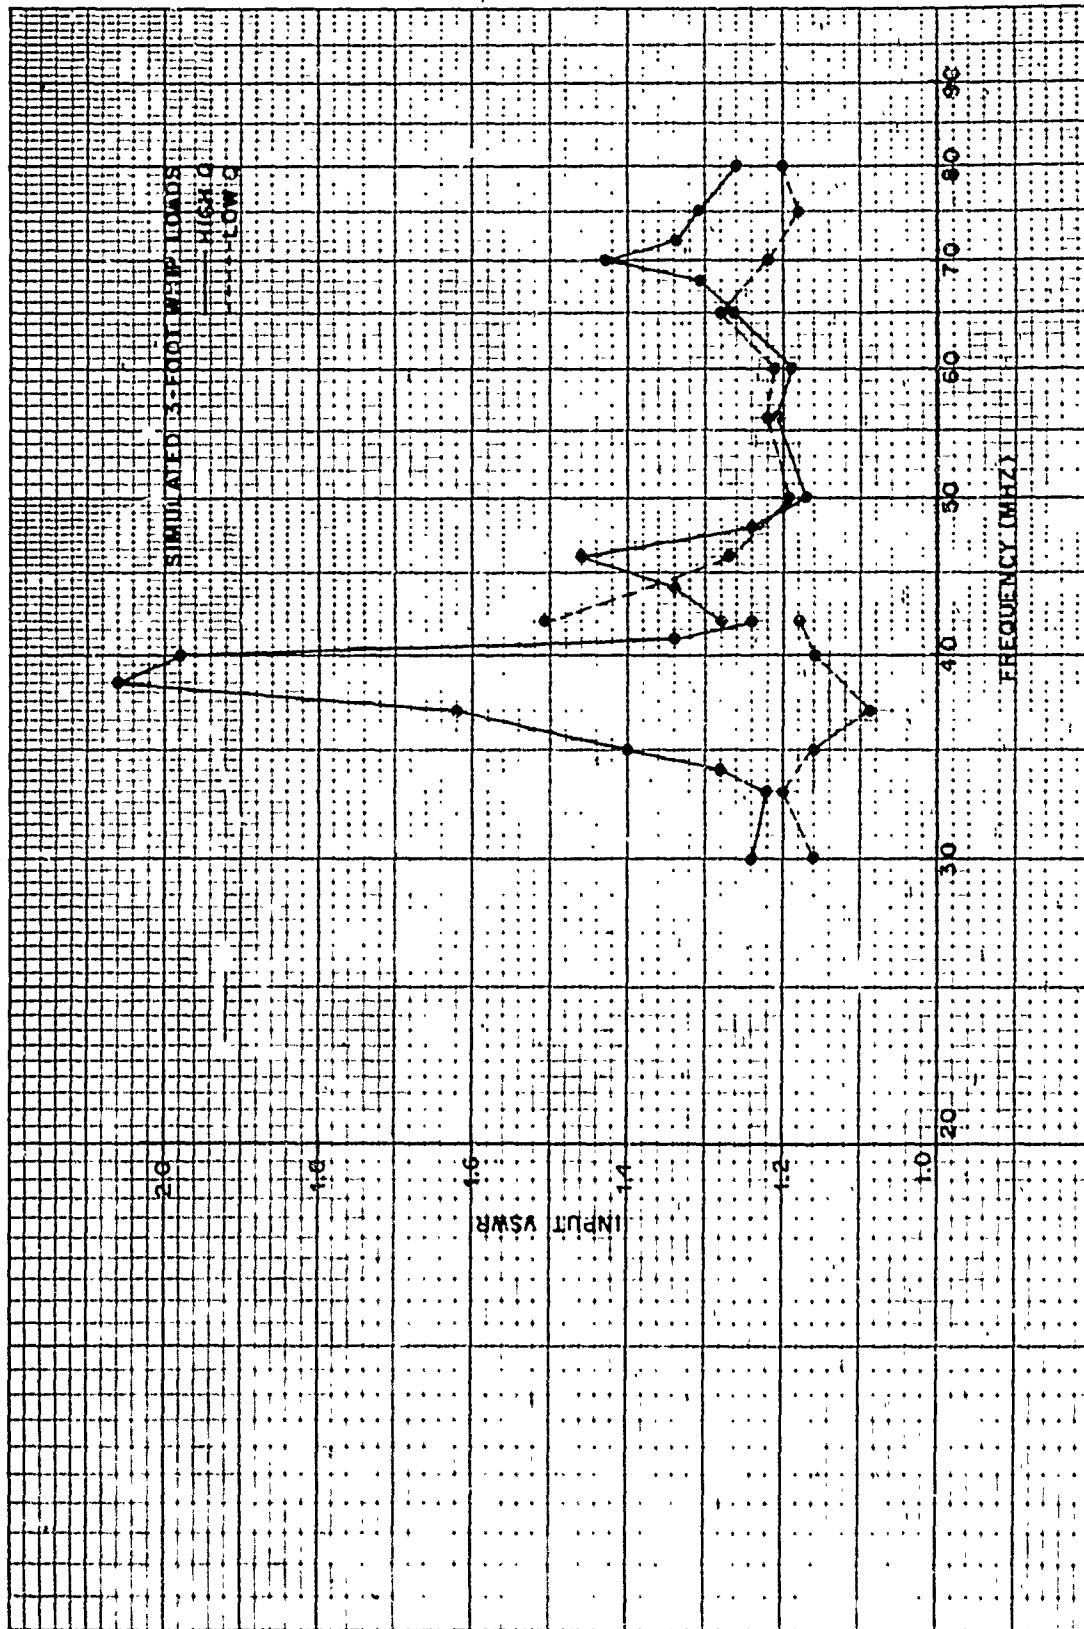 SIMULATED 3-FOOT WHIP LOADS
HIGH Q
LOW Q
2.0
1.8
1.6
1.4
1.2
1.0
INPUT VSWR
20
30
40
50
60
70
80
90
FREQUENCY (MHZ)